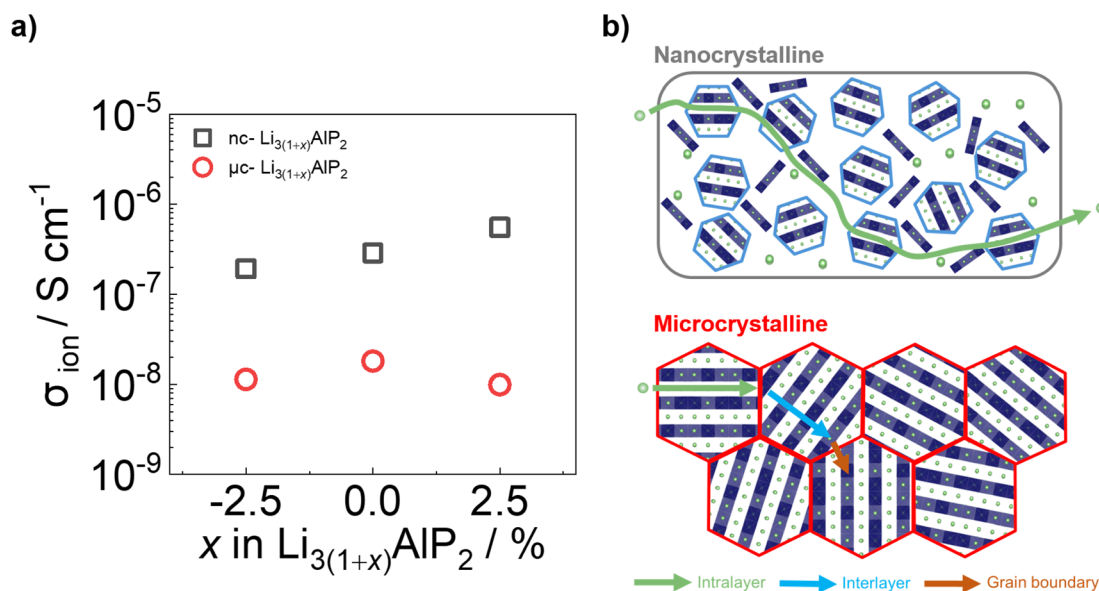 a)
10⁻⁵
10⁻⁶
10⁻⁷
10⁻⁸
10⁻⁹
σ_ion / S cm⁻¹
nc- Li₃₍₁₊ₓ₎AlP₂
μc- Li₃₍₁₊ₓ₎AlP₂
-2.5 0.0 2.5
x in Li₃₍₁₊ₓ₎AlP₂ / %
b)
Nanocrystalline
Microcrystalline
Intralayer Interlayer Grain boundary